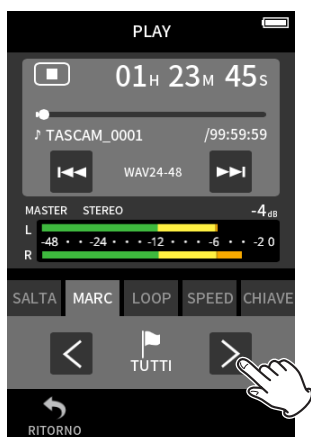 PLAY
01H 23M 45S
♪ TASCAM_0001 /99:59:59
WAV24-48
MASTER STEREO -4dB
L
-48 · · -24 · · · -12 · · · -6 · · -2 0
R
SALTA MARC LOOP SPEED CHIAVE
TUTTI
RITORNO